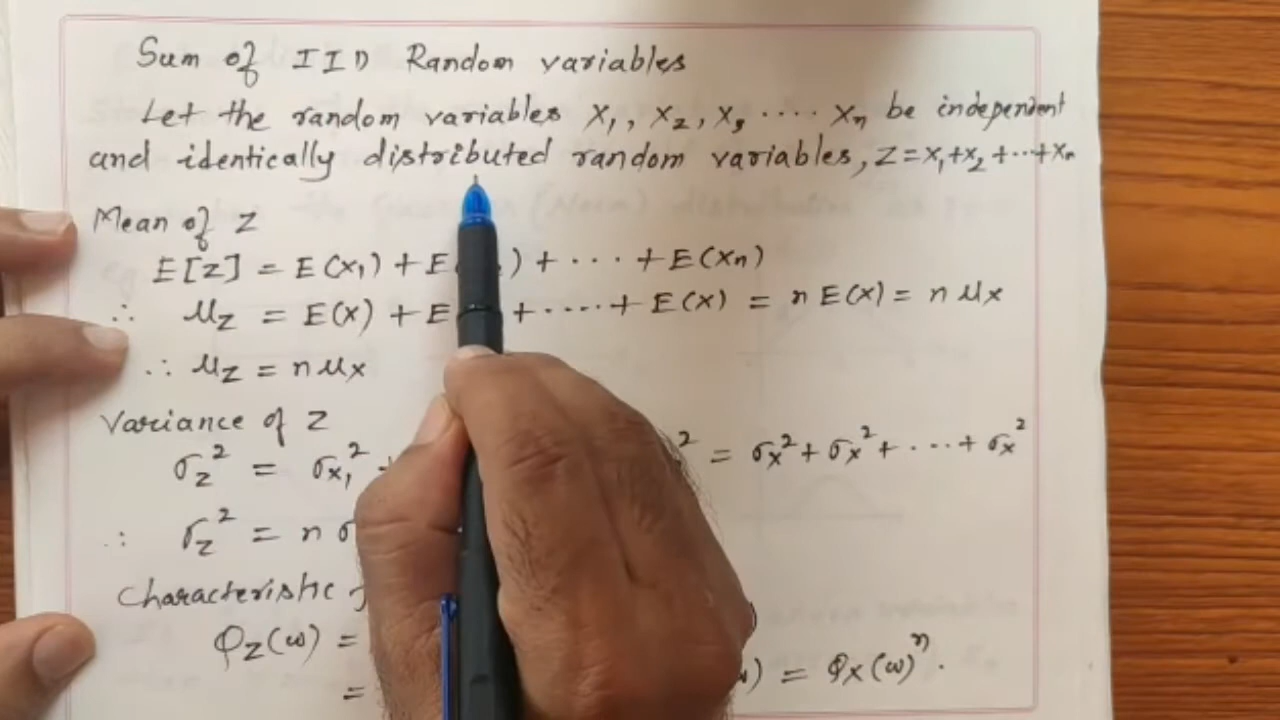 Sum of IID Random variables
Let the random variables X₁, X₂, X₃ ..... Xₙ be independent
and identically distributed random variables, Z=X₁+X₂+...+Xₙ
Mean of Z
E[Z] = E(X₁) + E ) + ... + E(Xn)
∴ μz = E(X) + E + ..... + E(X) = n E(X) = n μx
∴ μz = n μx
Variance of Z
σz² = σx₁² ² = σx² + σx² + ... + σx²
∴ σz² = n σ
Characteristic
φz(ω) =
= ) = φx(ω)ⁿ.